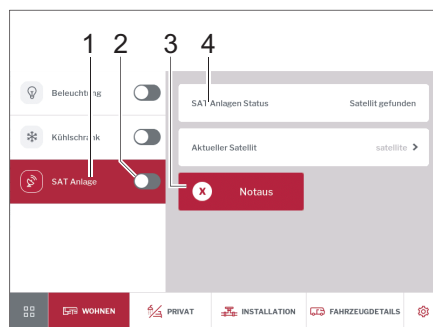 1 2 3 4
Beleuchtung
SAT Anlagen Status Satellit gefunden
Kühlschrank
Aktueller Satellit satellite
SAT Anlage
X Notaus
WOHNEN PRIVAT INSTALLATION FAHRZEUGDETAILS